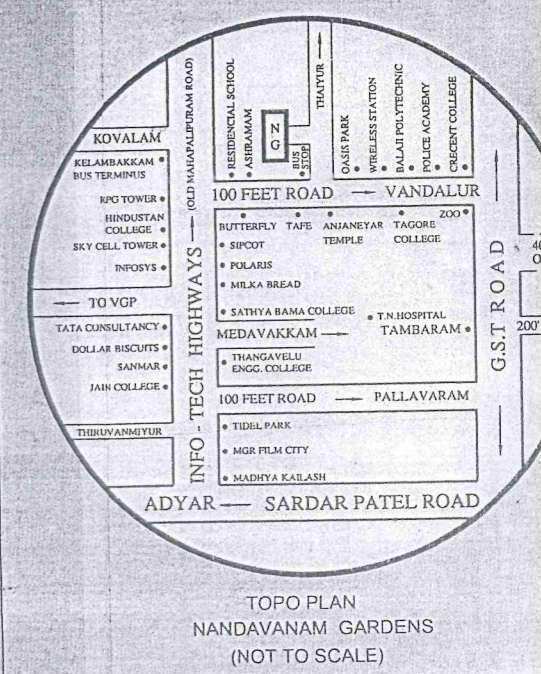 KOVALAM
KELAMBAKKAM
BUS TERMINUS
RPG TOWER
HINDUSTAN
COLLEGE
SKY CELL TOWER
INFOSYS
TO VGP
TATA CONSULTANCY
DOLLAR BISCUITS
SANMAR
JAIN COLLEGE
THIRUVANMIYUR
INFO - TECH HIGHWAYS
(OLD MAHAPALIPURAM ROAD)
RESIDENCIAL SCHOOL
ASHRAMAM
N G
BUS
STOP
THAIYUR
OASIS PARK
WIRELESS STATION
BALAJI POLYTECHNIC
POLICE ACADEMY
CRECENT COLLEGE
100 FEET ROAD → VANDALUR
BUTTERFLY
TAFE
ANJANEYAR
TEMPLE
TAGORE
COLLEGE
ZOO
SIPCOT
POLARIS
MILKA BREAD
SATHYA BAMA COLLEGE
T.N.HOSPITAL
MEDAVAKKAM
TAMBARAM
THANGAVELU
ENGG. COLLEGE
100 FEET ROAD → PALLAVARAM
TIDEL PARK
MGR FILM CITY
MADHYA KAILASH
G.S.T ROAD
200'
ADYAR ← SARDAR PATEL ROAD
TOPO PLAN
NANDAVANAM GARDENS
(NOT TO SCALE)